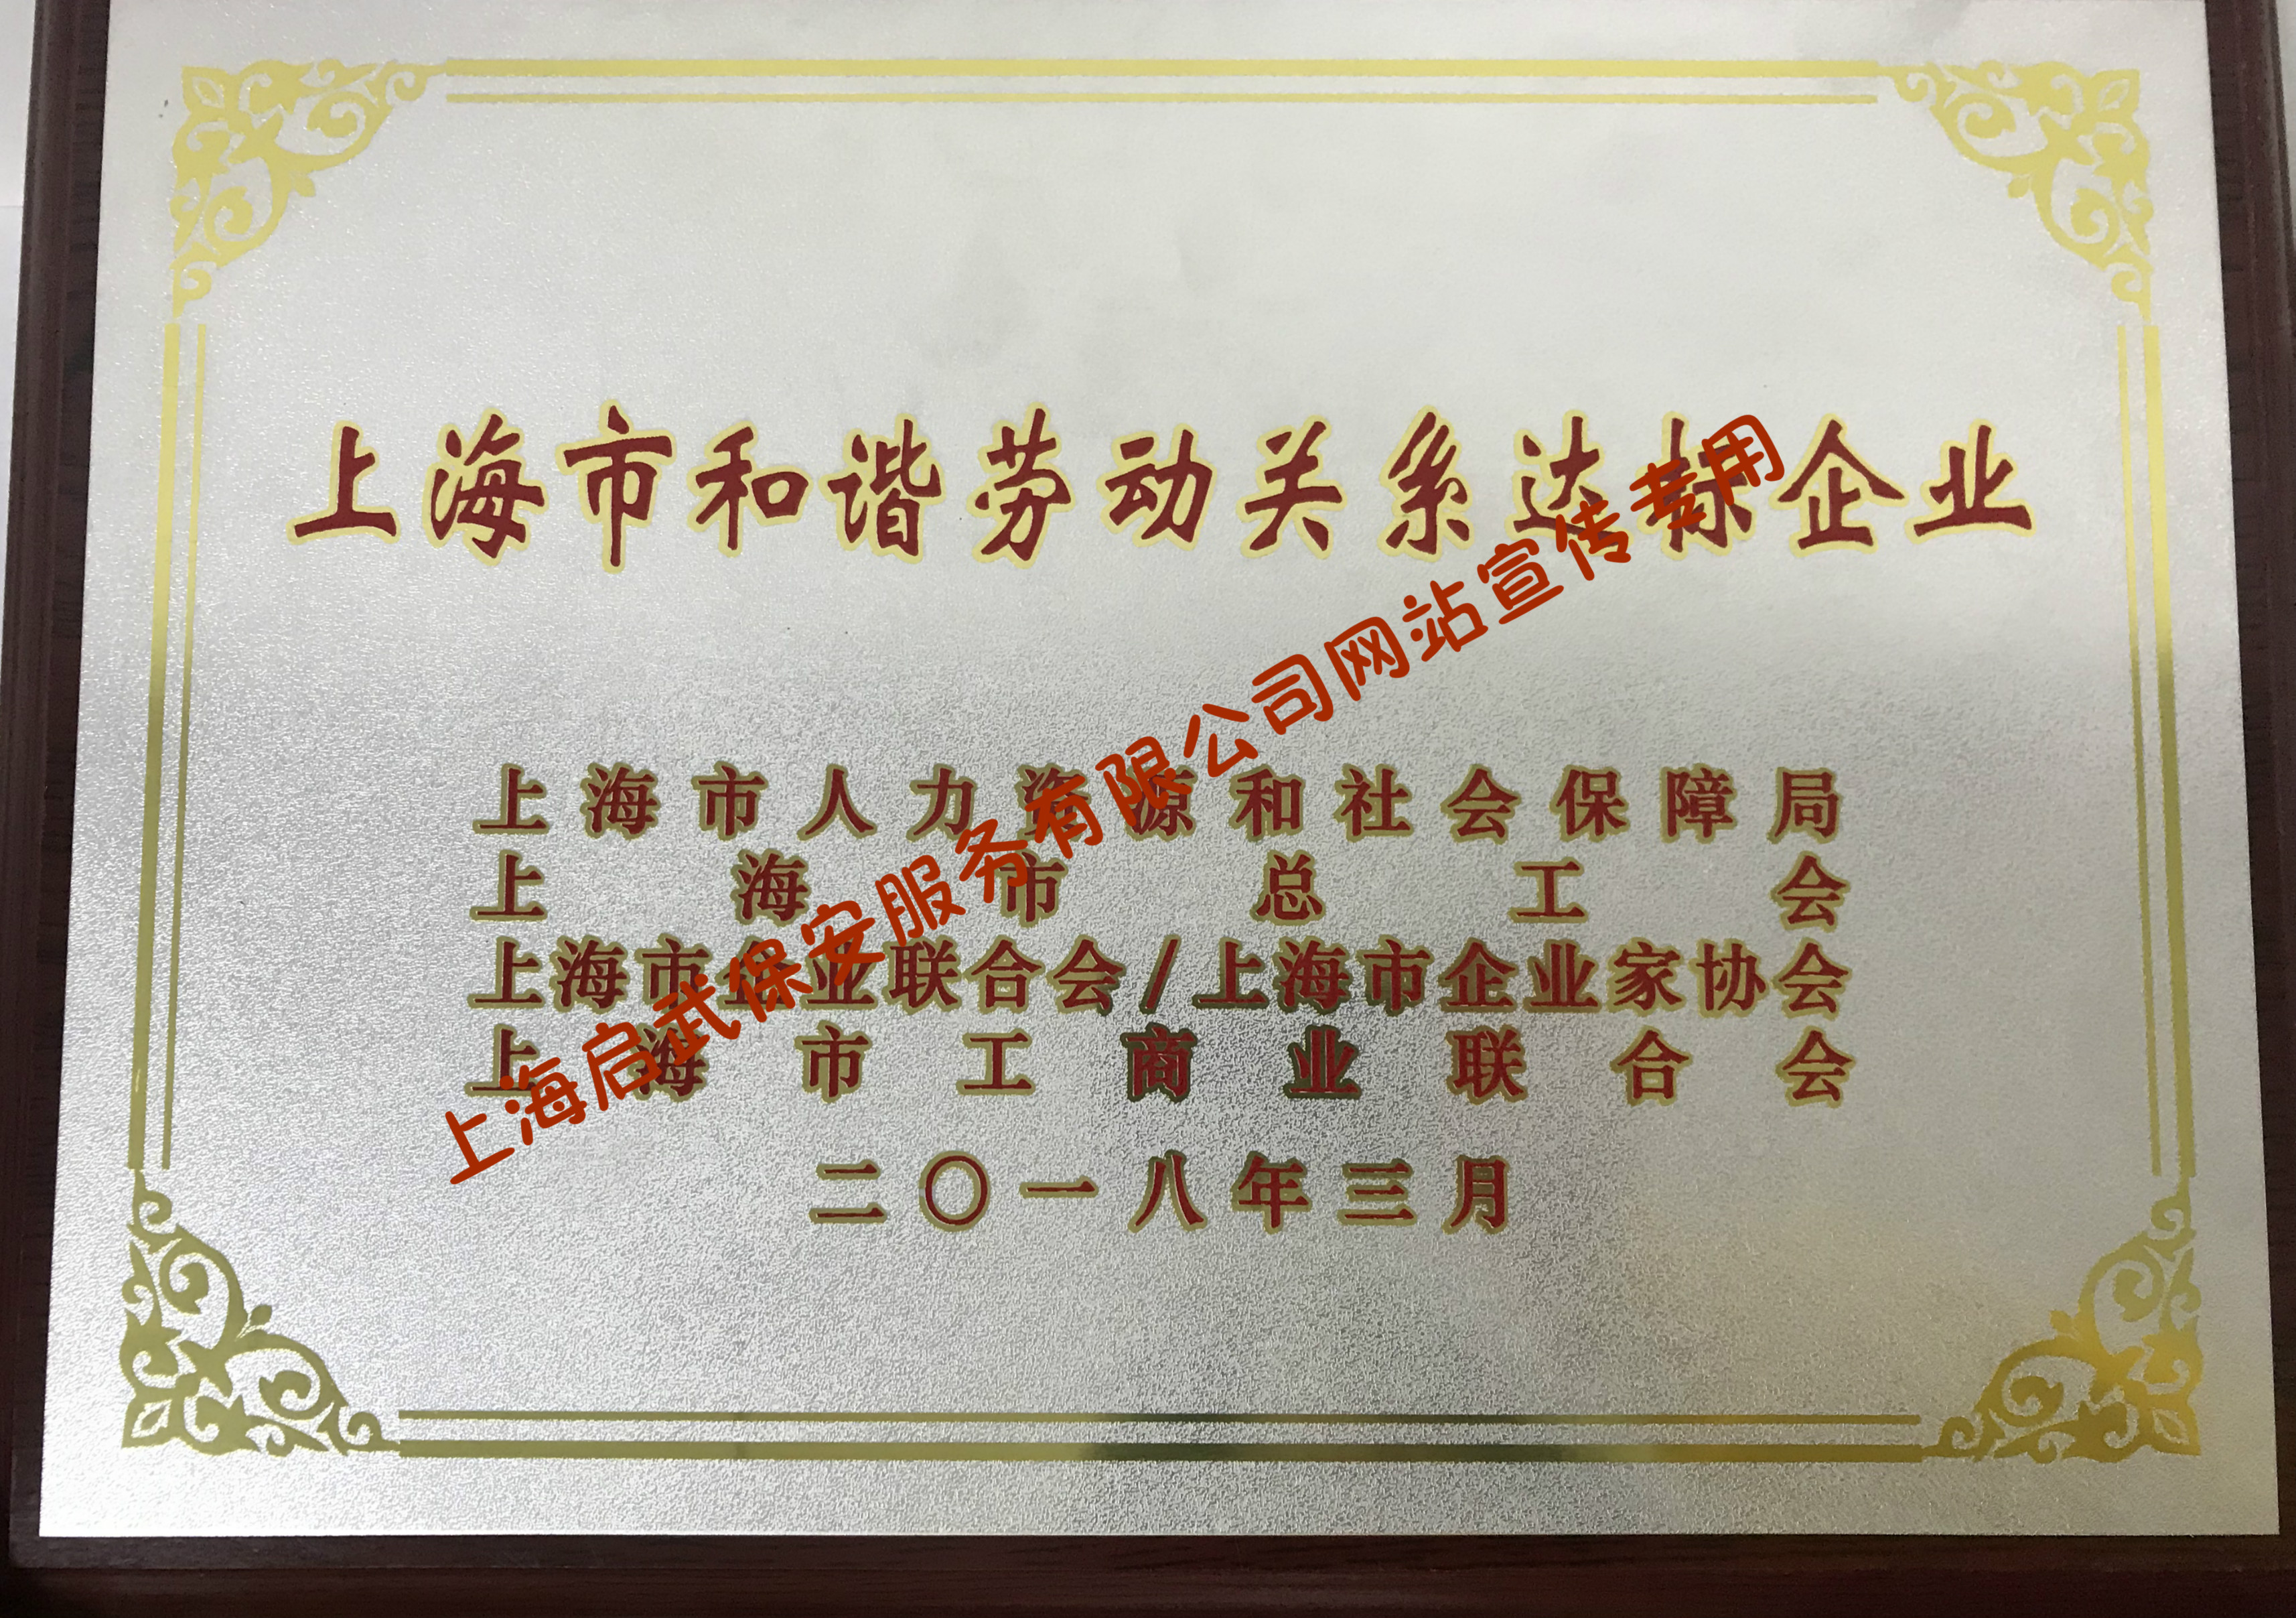 上海市和谐劳动关系达标企业
上海市人力资源和社会保障局
上海市总工会
上海市企业联合会/上海市企业家协会
上海市工商业联合会
二〇一八年三月
上海启武保安服务有限公司网站宣传专用